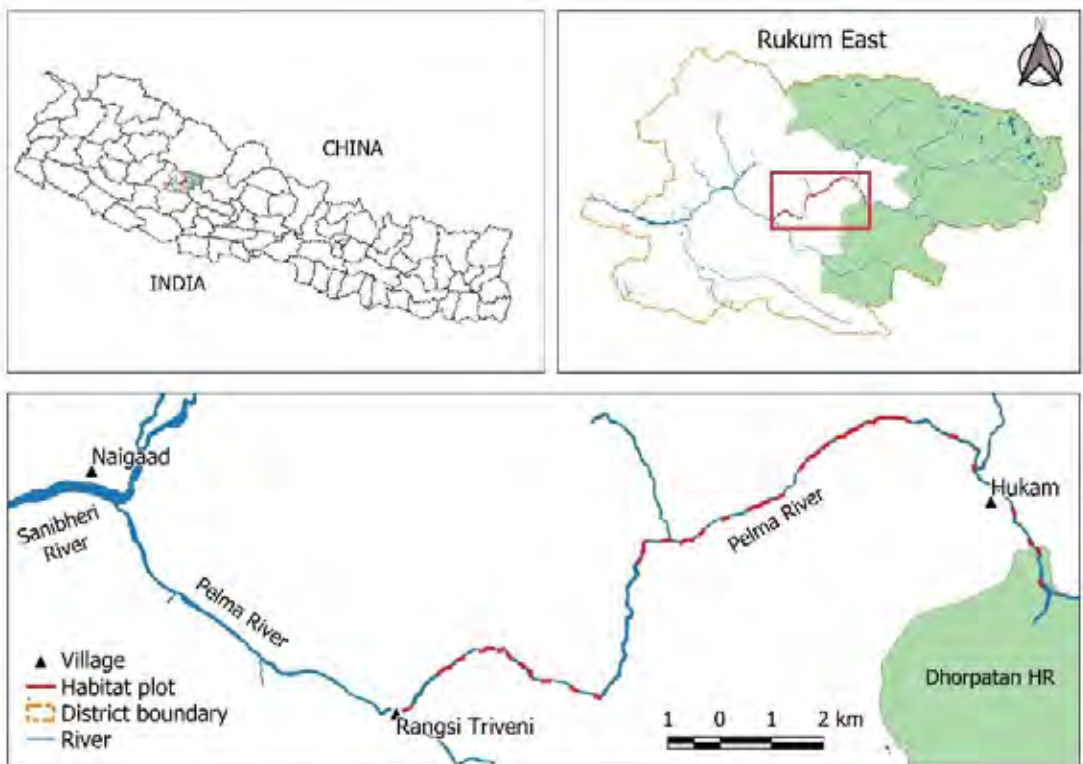 CHINA
INDIA
Rukum East
N
Naigaad
Sanibheri
River
Pelma River
Rangsi Triveni
Pelma River
Hukam
Dhorpatan HR
Village
Habitat plot
District boundary
River
1 0 1 2 km